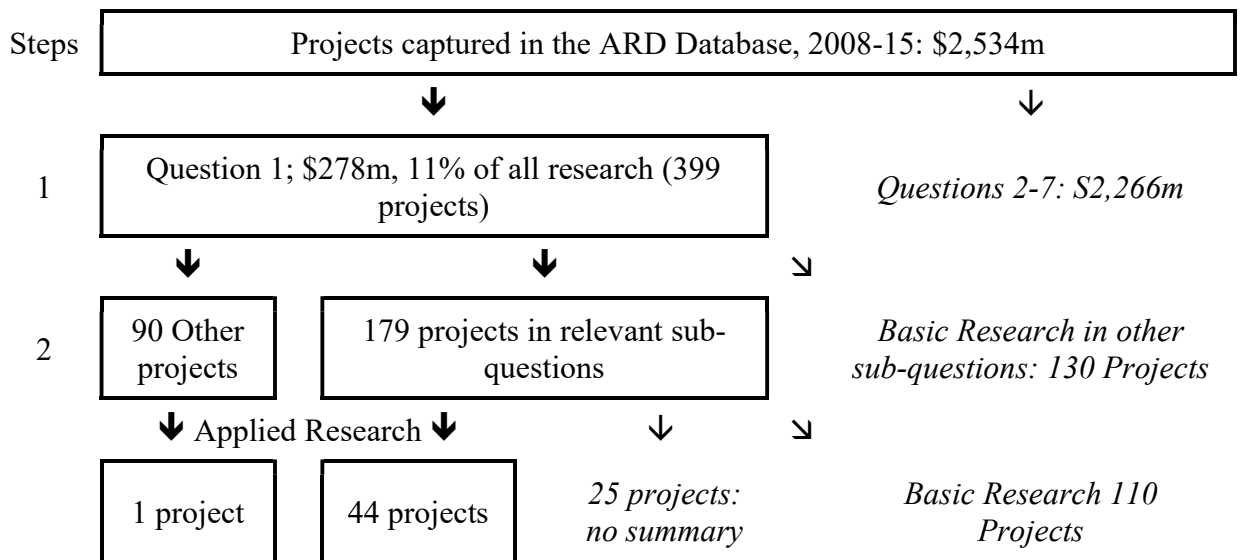 Steps
Projects captured in the ARD Database, 2008-15: $2,534m
1
Question 1; $278m, 11% of all research (399
projects)
Questions 2-7: S2,266m
2
90 Other
projects
179 projects in relevant sub-
questions
Basic Research in other
sub-questions: 130 Projects
Applied Research
1 project
44 projects
25 projects:
no summary
Basic Research 110
Projects